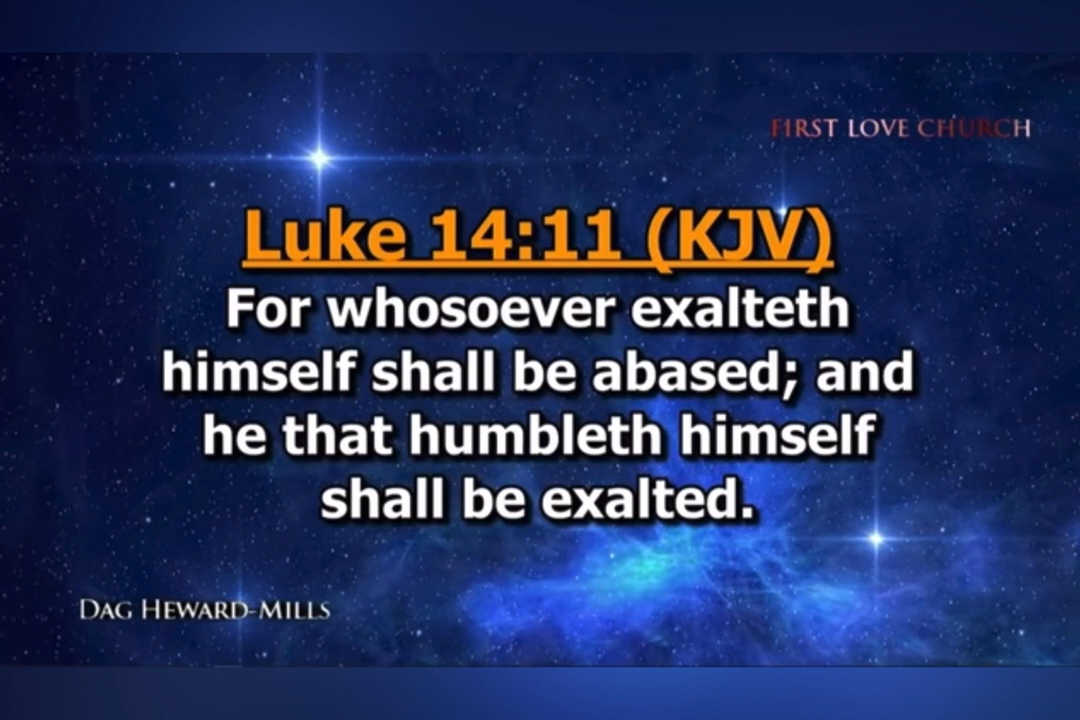 FIRST LOVE CHURCH
Luke 14:11 (KJV)
For whosoever exalteth
himself shall be abased; and
he that humbleth himself
shall be exalted.
DAG HEWARD-MILLS